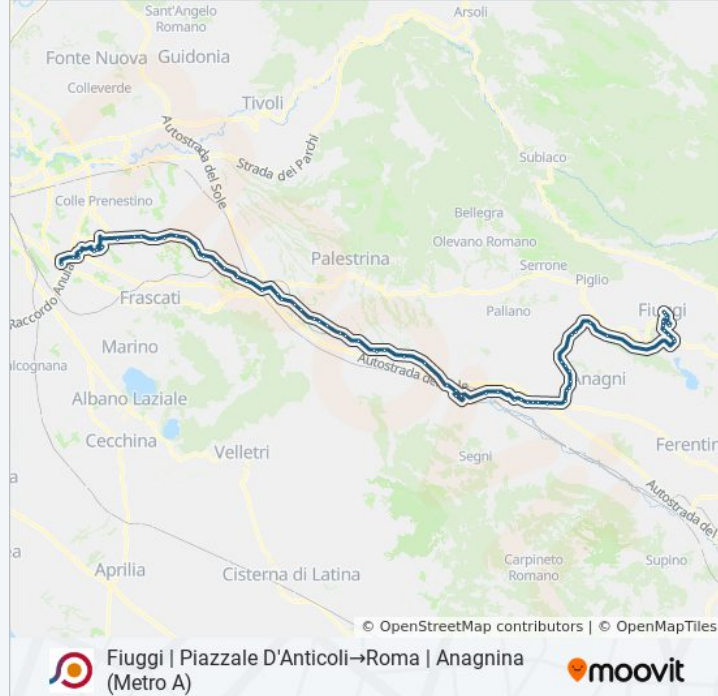 Arsoli
Sant'Angelo
Romano
Fonte Nuova
Guidonia
Colleverde
Tivoli
Autostrada del Sole
Strada dei Parchi
Subiaco
Colle Prenestino
Bellegra
Olevano Romano
Palestrina
Serrone
Piglio
Frascati
Paliano
Fiuggi
Raccordo Anula
Marino
Autostrada del
le
alcognana
Anagni
Albano Laziale
Cecchina
Velletri
Segni
Ferentin
Autostrada del
Carpineto
Romano
Supino
Aprilia
Cisterna di Latina
© OpenStreetMap contributors | © OpenMapTiles
Fiuggi | Piazzale D'Anticoli→Roma | Anagnina
(Metro A)
moovit